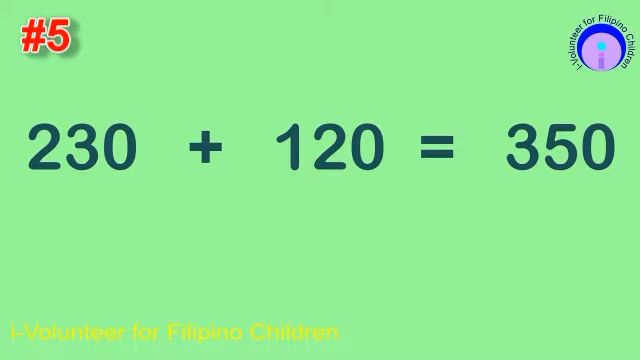 #5
i-Volunteer for Filipino Children
230 + 120 = 350
i-Volunteer for Filipino Children